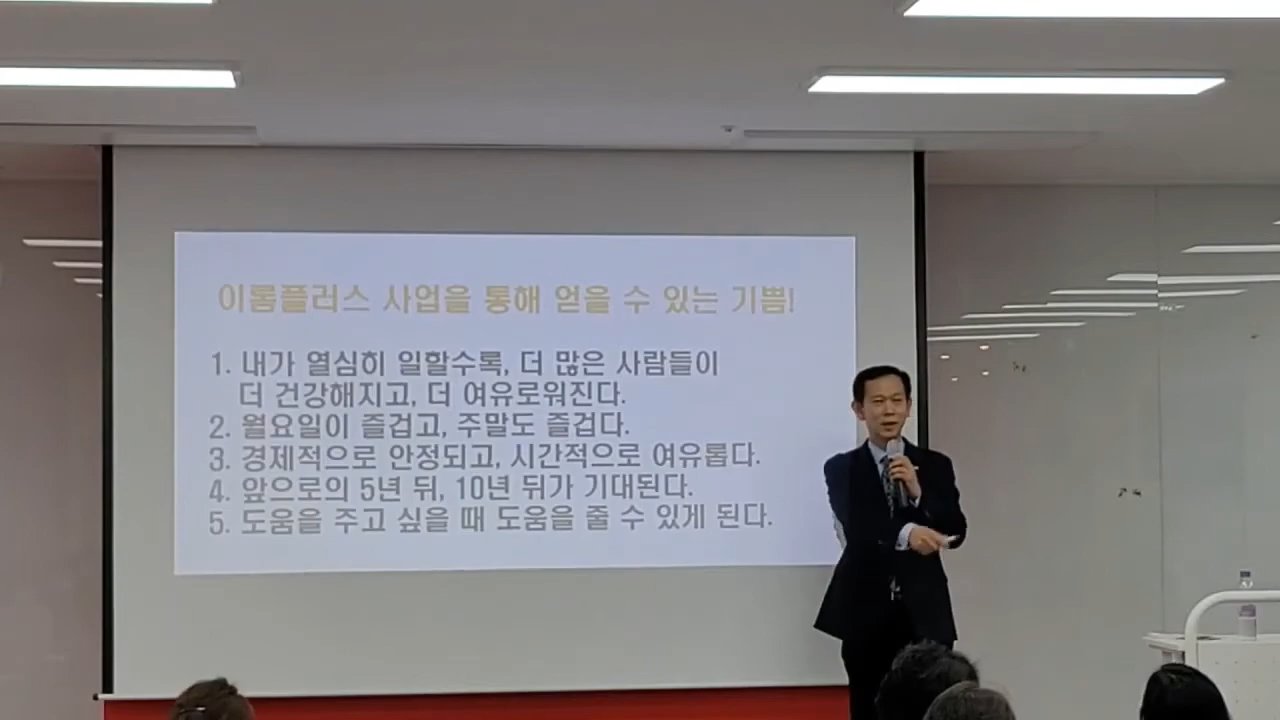 이롬플러스 사업을 통해 얻을 수 있는 기쁨!
1. 내가 열심히 일할수록, 더 많은 사람들이
더 건강해지고, 더 여유로워진다.
2. 월요일이 즐겁고, 주말도 즐겁다.
3. 경제적으로 안정되고, 시간적으로 여유롭다.
4. 앞으로의 5년 뒤, 10년 뒤가 기대된다.
5. 도움을 주고 싶을 때 도움을 줄 수 있게 된다.